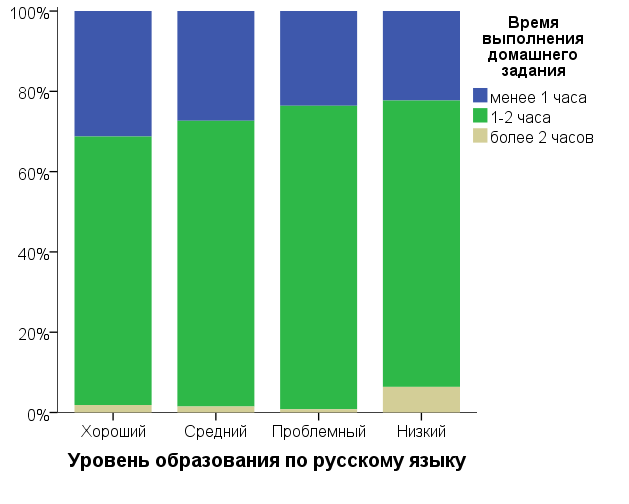 100%
80%
60%
40%
20%
0%
Хороший
Средний
Проблемный
Низкий
Уровень образования по русскому языку
Время
выполнения
домашнего
задания
менее 1 часа
1-2 часа
более 2 часов